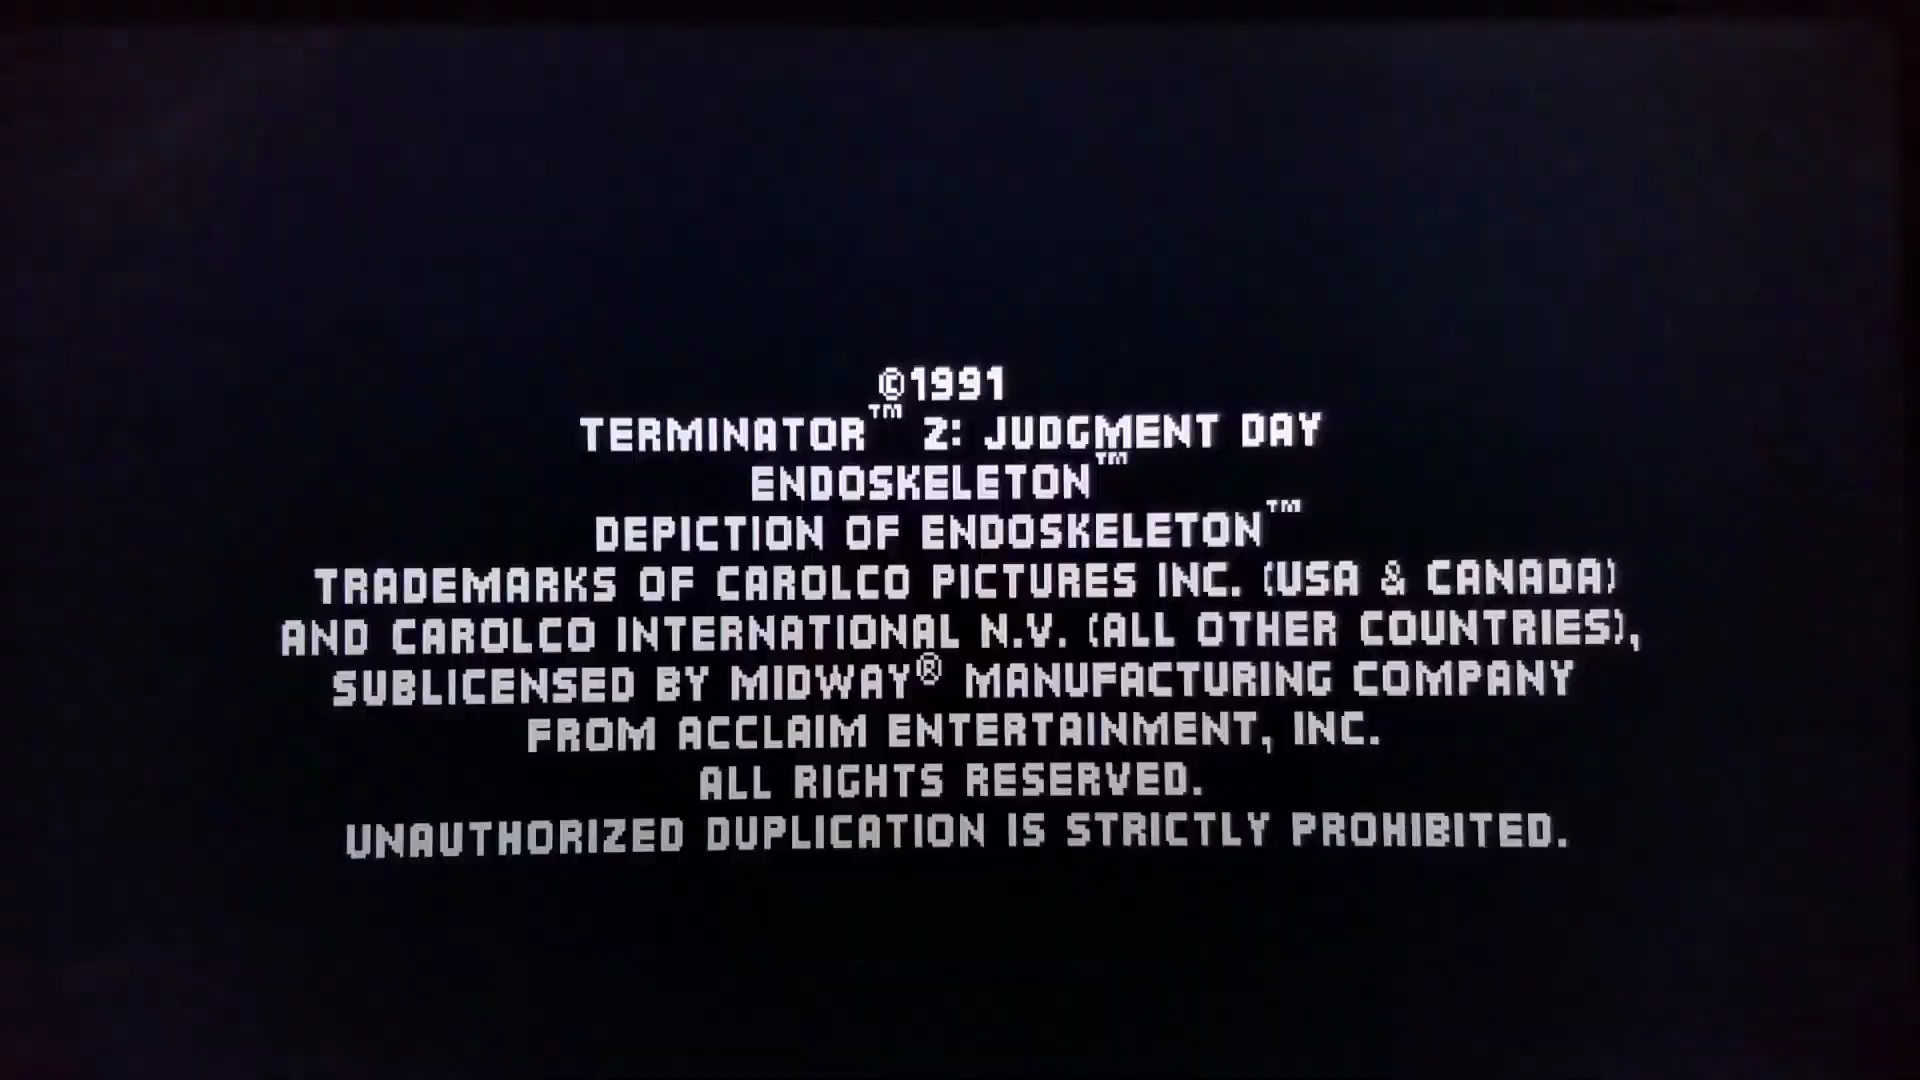 ©1991
TERMINATOR™ 2: JUDGMENT DAY
ENDOSKELETON™
DEPICTION OF ENDOSKELETON™
TRADEMARKS OF CAROLCO PICTURES INC. (USA & CANADA)
AND CAROLCO INTERNATIONAL N.V. (ALL OTHER COUNTRIES),
SUBLICENSED BY MIDWAY® MANUFACTURING COMPANY
FROM ACCLAIM ENTERTAINMENT, INC.
ALL RIGHTS RESERVED.
UNAUTHORIZED DUPLICATION IS STRICTLY PROHIBITED.